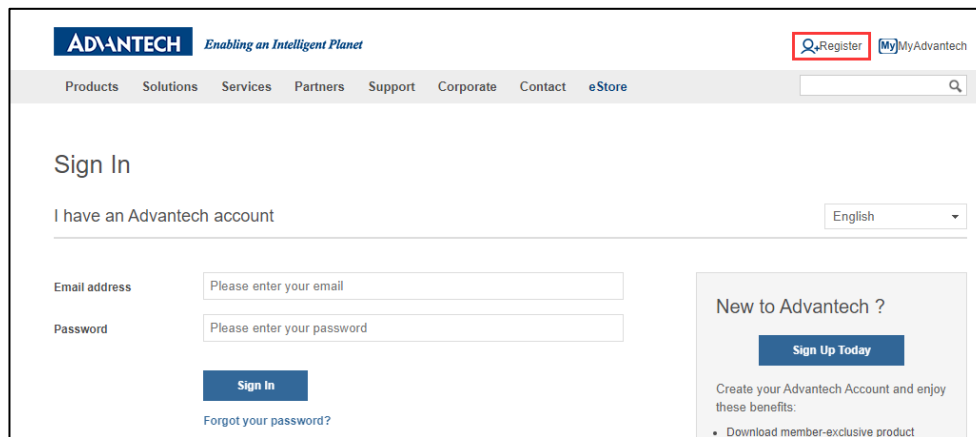 ADVANTECH Enabling an Intelligent Planet
Register My MyAdvantech
Products Solutions Services Partners Support Corporate Contact eStore
Sign In
I have an Advantech account
English
Email address Please enter your email
Password Please enter your password
Sign In
Forgot your password?
New to Advantech ?
Sign Up Today
Create your Advantech Account and enjoy
these benefits:
• Download member-exclusive product